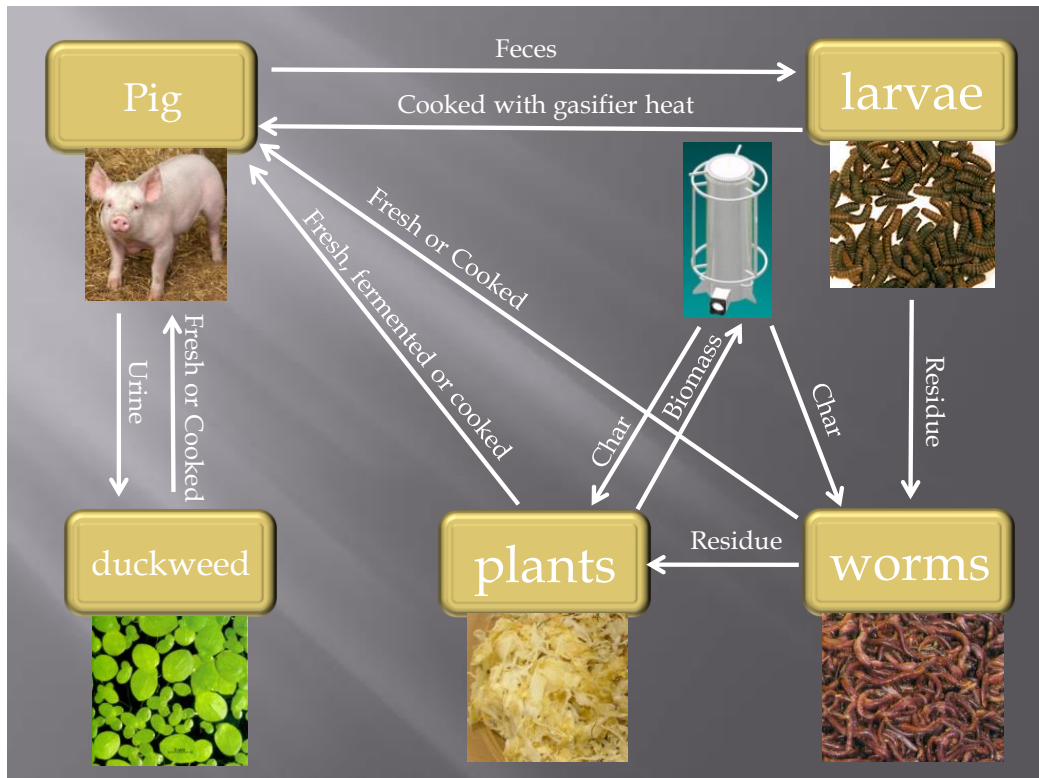 Feces
Pig
larvae
Cooked with gasifier heat
Fresh or Cooked
Fresh, fermented or cooked
Urine
Fresh or Cooked
Char
Biomass
Char
Residue
duckweed
plants
Residue
worms